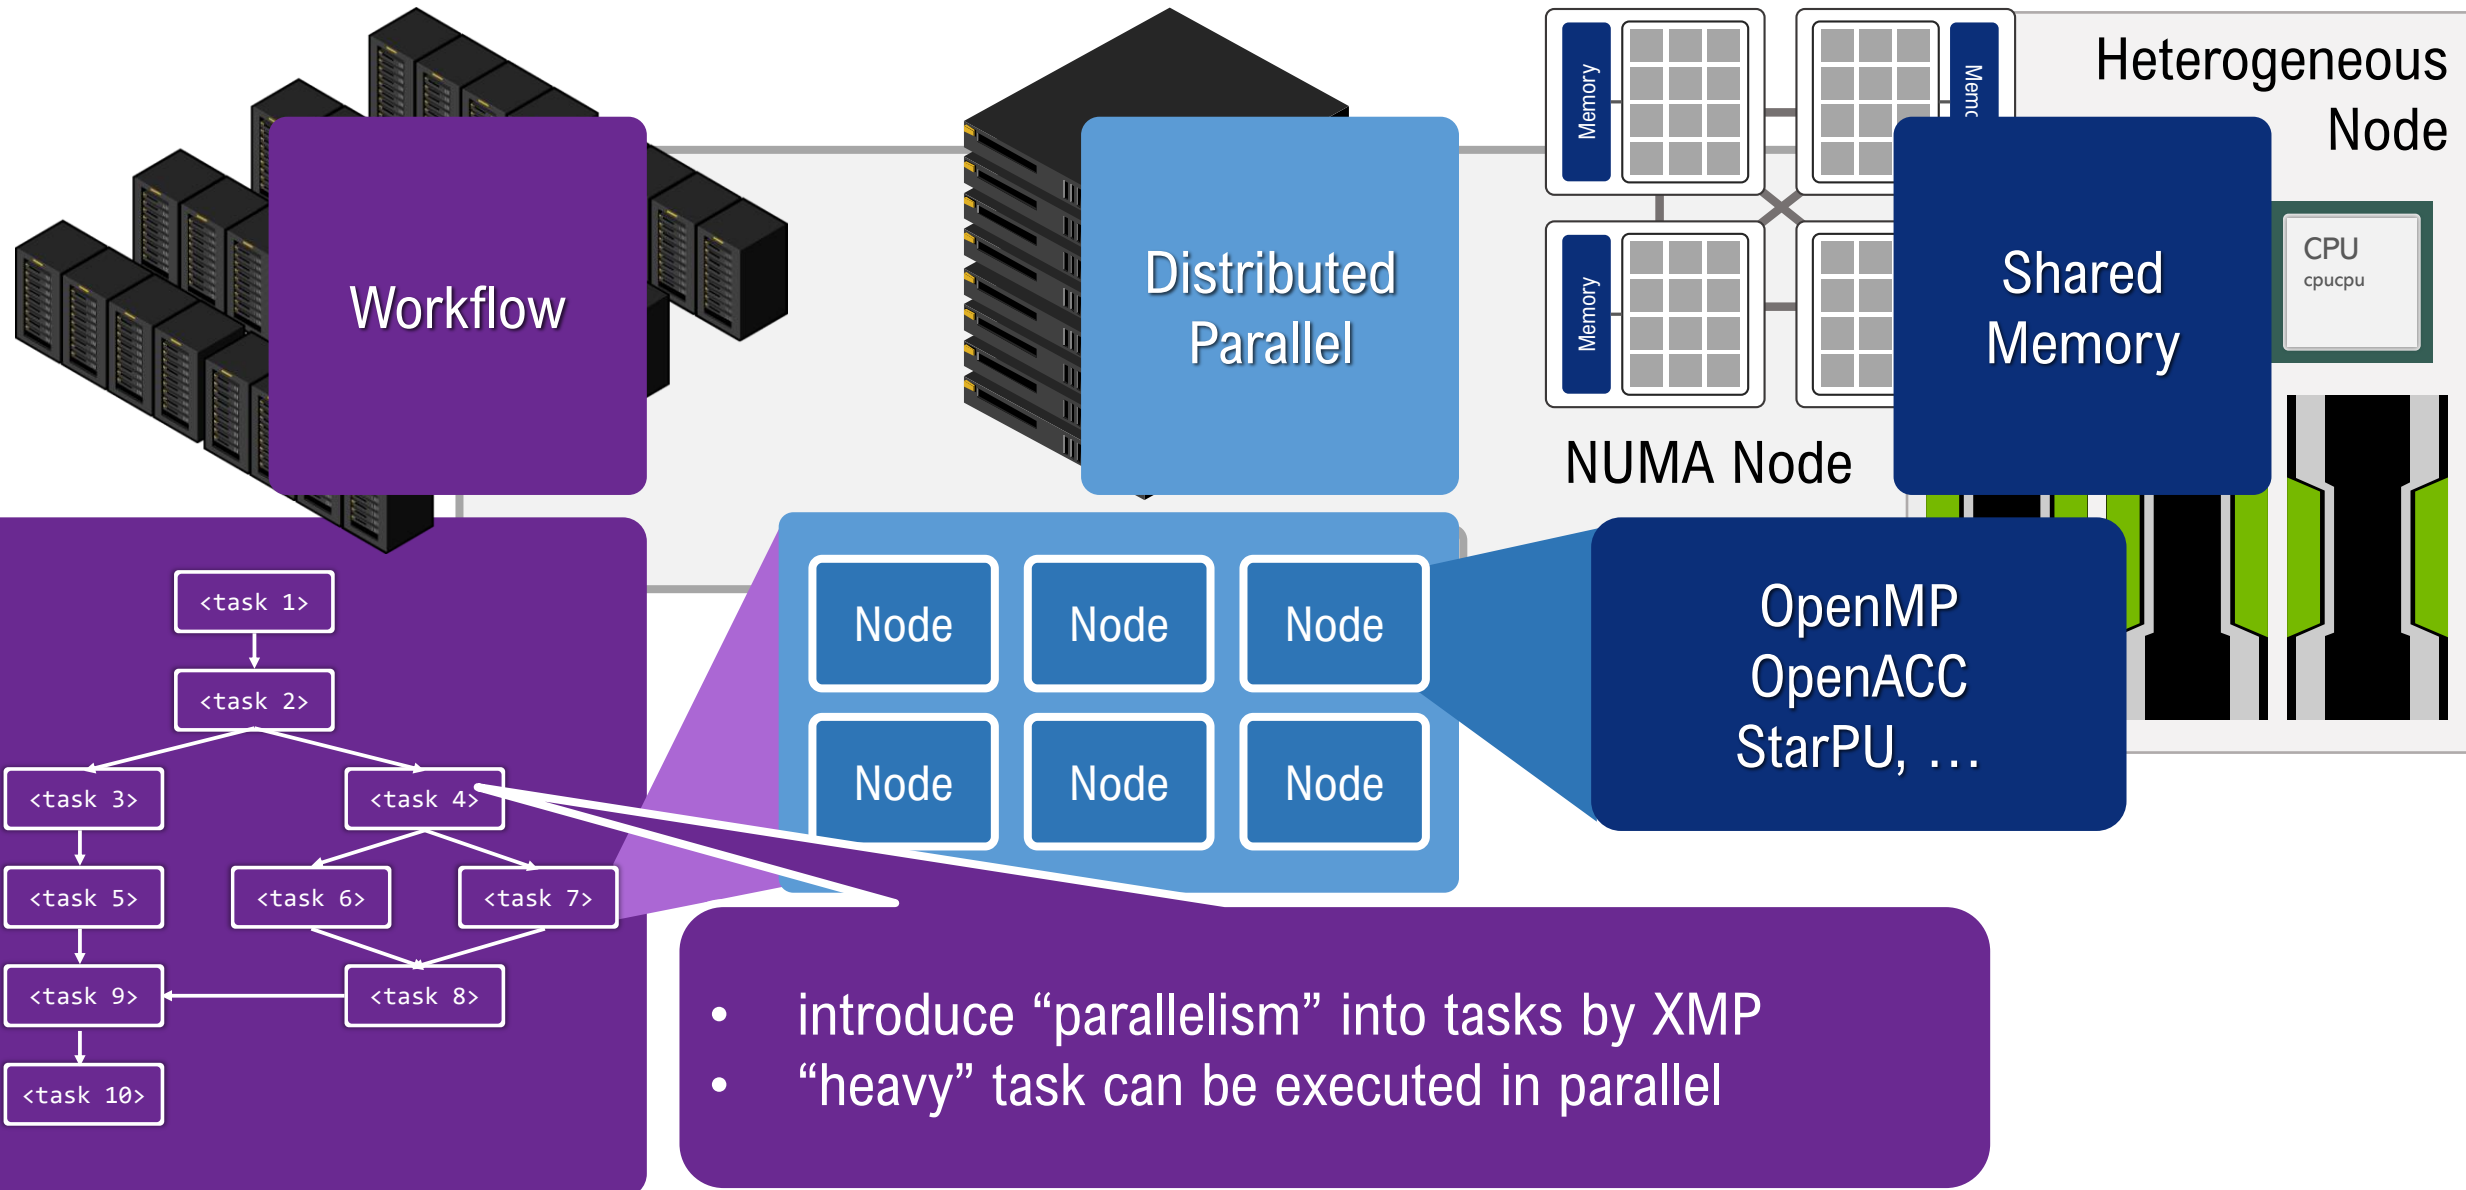 Memory
Memo
Heterogeneous
Node
Workflow
Distributed
Parallel
Shared
Memory
CPU
cpucpu
Memory
NUMA Node
<task 1>
<task 2>
<task 3>
<task 4>
<task 5>
<task 6>
<task 7>
<task 8>
<task 9>
<task 10>
Node Node Node
Node Node Node
OpenMP
OpenACC
StarPU, …
• introduce “parallelism” into tasks by XMP
• “heavy” task can be executed in parallel